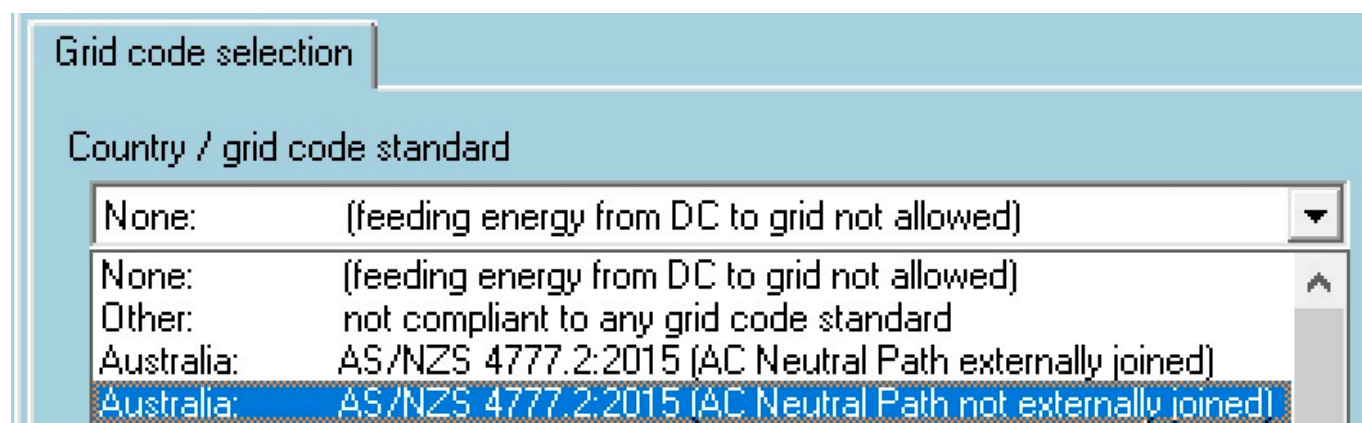 Grid code selection
Country / grid code standard
None: (feeding energy from DC to grid not allowed)
None: (feeding energy from DC to grid not allowed)
Other: not compliant to any grid code standard
Australia: AS/NZS 4777.2:2015 (AC Neutral Path externally joined)
Australia: AS/NZS 4777.2:2015 (AC Neutral Path not externally joined)